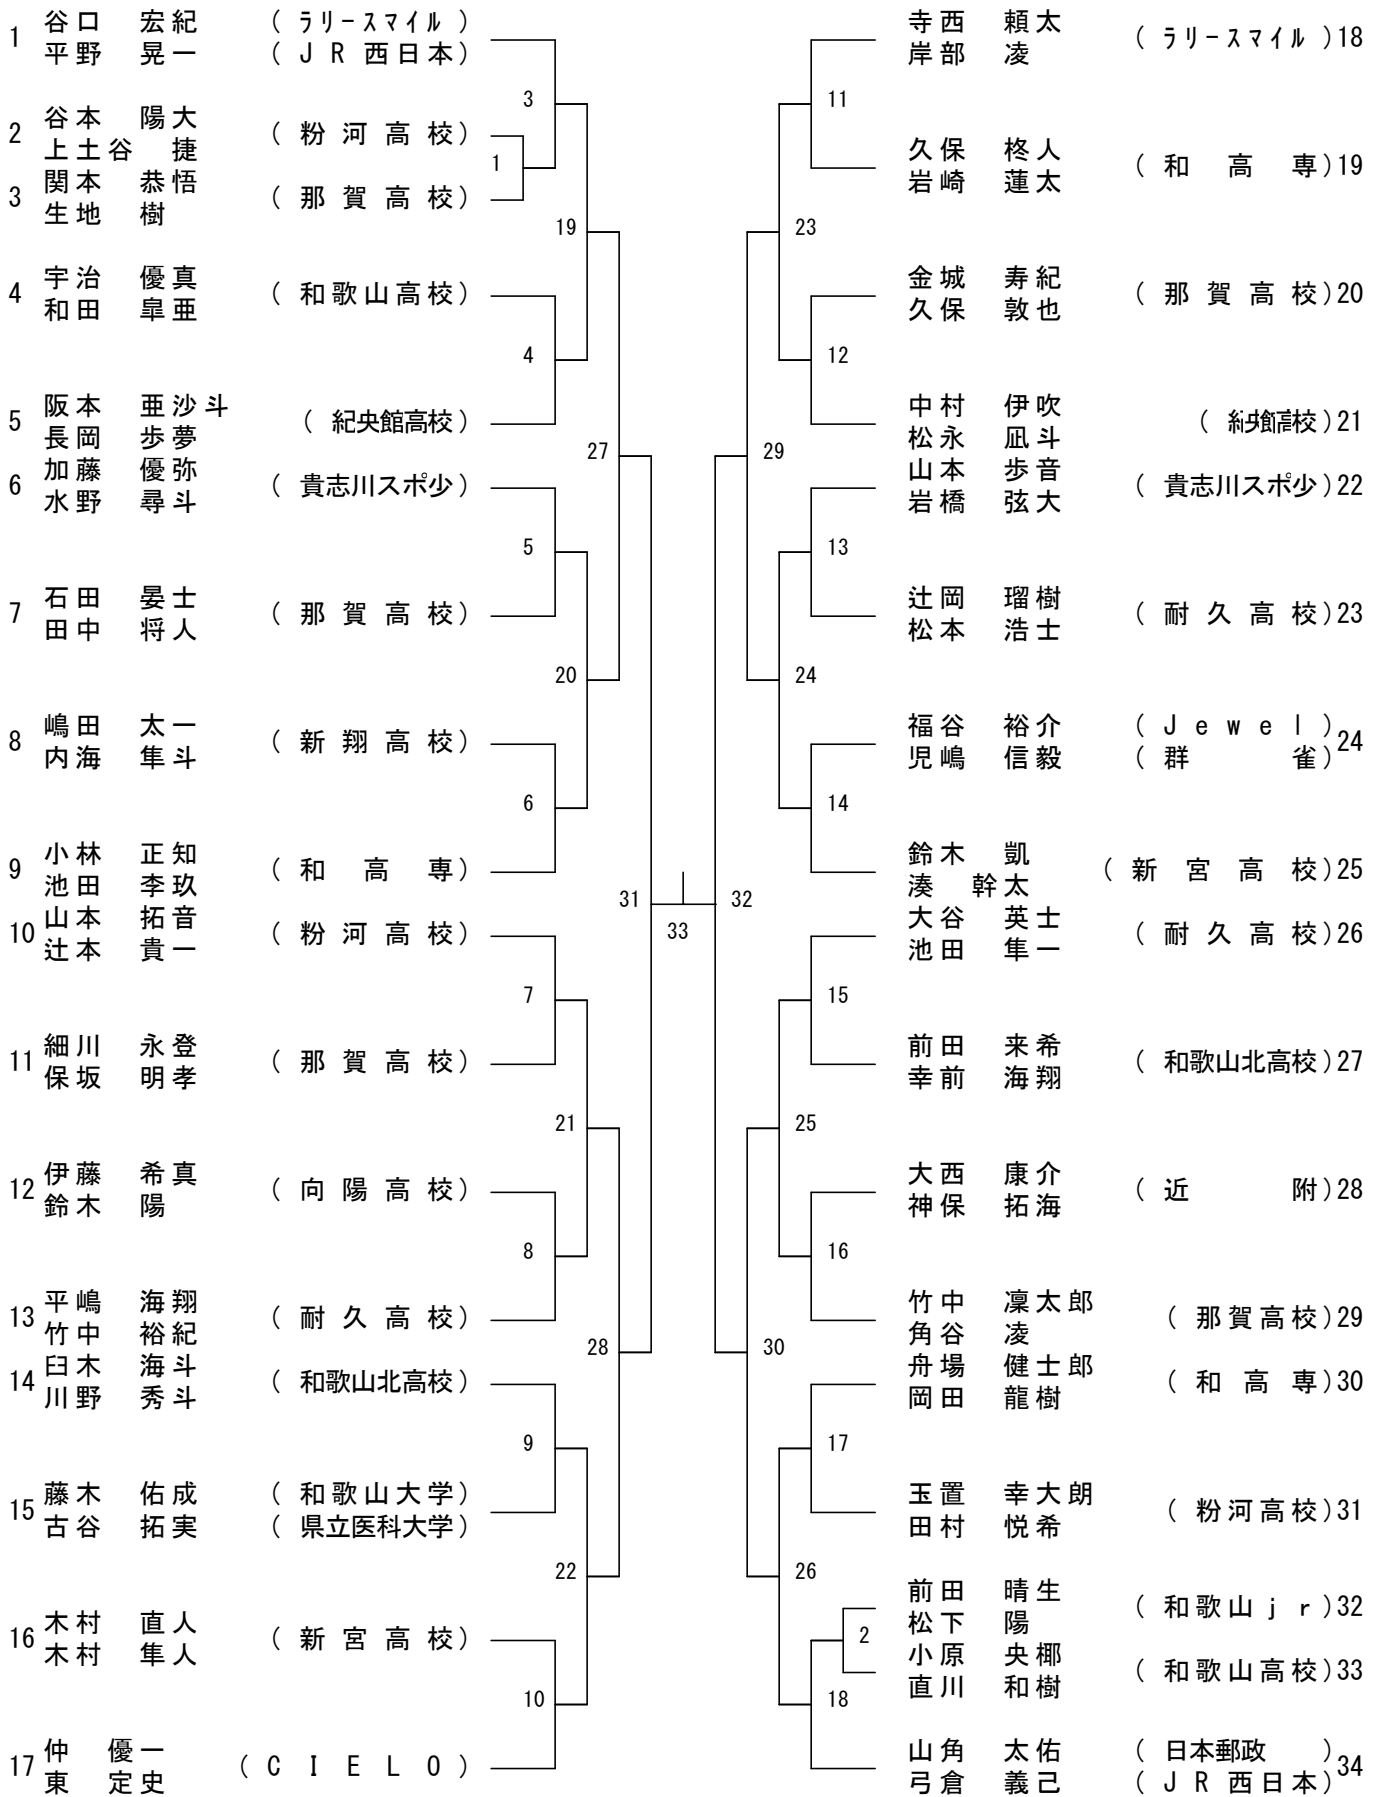 1 谷口 宏紀 ( ラリースマイル )
平野 晃一 ( JR西日本 )
3
2 谷本 陽大 ( 粉河高校 )
上土谷 捷
1
3 関本 恭悟 ( 那賀高校 )
生地 樹
19
4 宇治 優真 ( 和歌山高校 )
和田 皐亜
4
5 阪本 亜沙斗 ( 紀央館高校 )
長岡 歩夢
27
6 加藤 優弥 ( 貴志川スポ少 )
水野 尋斗
5
7 石田 晏士 ( 那賀高校 )
田中 将人
20
8 嶋田 太一 ( 新翔高校 )
内海 隼斗
6
9 小林 正知 ( 和高専 )
池田 李玖
31
33
10 山本 拓音 ( 粉河高校 )
辻本 貴一
7
11 細川 永登 ( 那賀高校 )
保坂 明孝
21
12 伊藤 希真 ( 向陽高校 )
鈴木 陽
8
13 平嶋 海翔 ( 耐久高校 )
竹中 裕紀
28
14 臼木 海斗 ( 和歌山北高校 )
川野 秀斗
9
15 藤木 佑成 ( 和歌山大学 )
古谷 拓実 ( 県立医科大学 )
22
16 木村 直人 ( 新宮高校 )
木村 隼人
10
17 仲 優一 ( CIELO )
東 定史
寺西 頼太 ( ラリースマイル ) 18
岸部 凌
11
久保 柊人 ( 和高専 ) 19
岩崎 蓮太
23
金城 寿紀 ( 那賀高校 ) 20
久保 敦也
12
中村 伊吹 ( 紀央館高校 ) 21
松永 凪斗
29
山本 歩音 ( 貴志川スポ少 ) 22
岩橋 弦大
13
辻岡 瑠樹 ( 耐久高校 ) 23
松本 浩士
24
福谷 裕介 ( Jewel ) 24
児嶋 信毅 ( 群雀 )
14
鈴木 凱 ( 新宮高校 ) 25
湊 幹太
32
大谷 英士 ( 耐久高校 ) 26
池田 隼一
15
前田 来希 ( 和歌山北高校 ) 27
幸前 海翔
25
大西 康介 ( 近附 ) 28
神保 拓海
16
竹中 凜太郎 ( 那賀高校 ) 29
角谷 凌
30
舟場 健士郎 ( 和高専 ) 30
岡田 龍樹
17
玉置 幸大朗 ( 粉河高校 ) 31
田村 悦希
26
前田 晴生 ( 和歌山jr ) 32
松下 陽
2
小原 央椰 ( 和歌山高校 ) 33
直川 和樹
18
山角 太佑 ( 日本郵政 ) 34
弓倉 義己 ( JR西日本 )